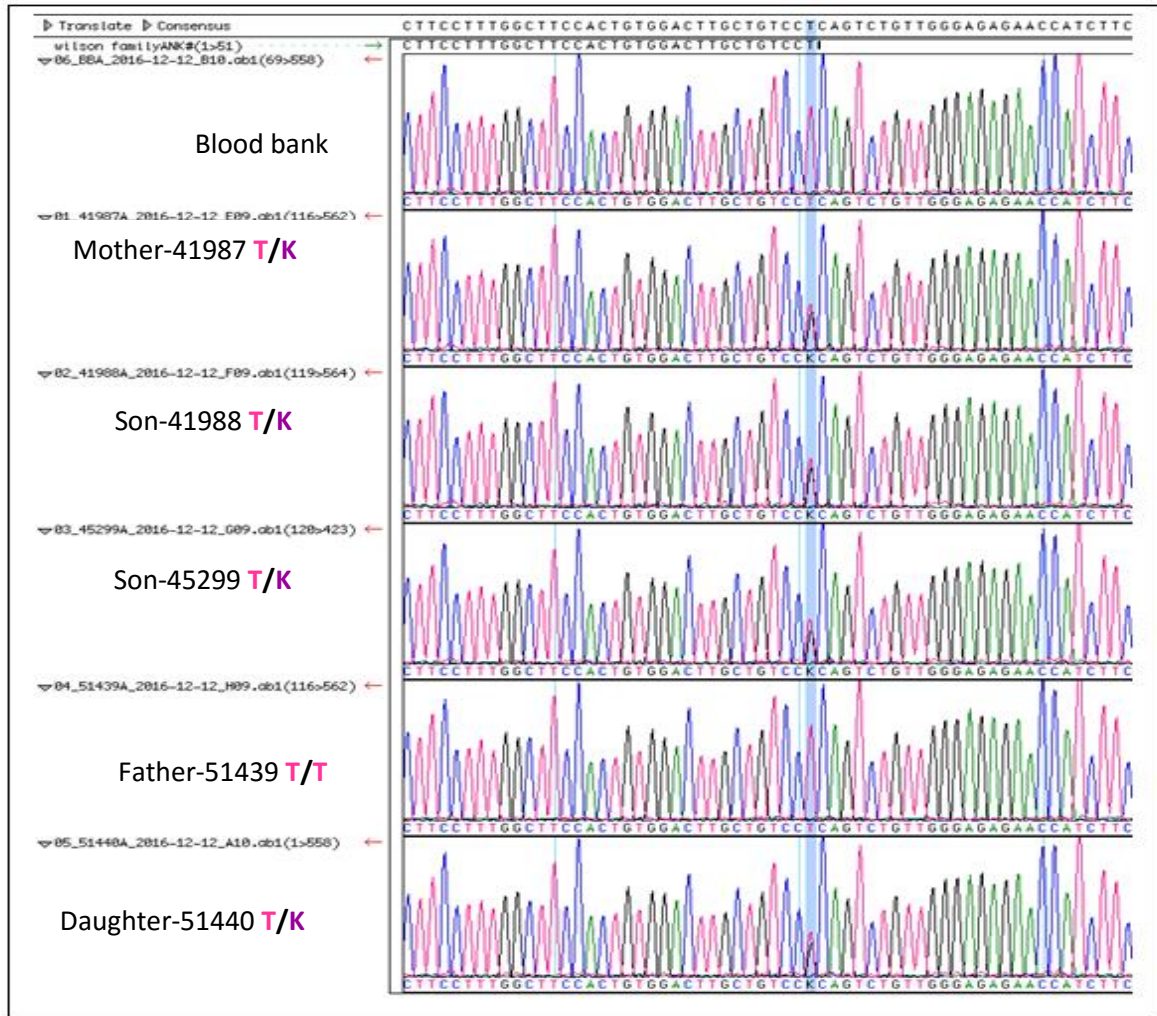 Translate Consensus CTTCCTTTGGCTTCCACTGTGGACTTGCTGTCCTCAGTCTGTTGGGAGAGAACCATCTTC
wilson familyANK#(1>51) → CTTCCTTTGGCTTCCACTGTGGACTTGCTGTCCT
06_BBA_2016-12-12_B10.ab1(69>558) ←
Blood bank
CTTCCTTTGGCTTCCACTGTGGACTTGCTGTCCTCAGTCTGTTGGGAGAGAACCATCTTC
01_41987A_2016-12-12_E09.ab1(116>562) ←
Mother-41987 T/K
CTTCCTTTGGCTTCCACTGTGGACTTGCTGTCCKCAGTCTGTTGGGAGAGAACCATCTTC
02_41988A_2016-12-12_F09.ab1(119>564) ←
Son-41988 T/K
CTTCCTTTGGCTTCCACTGTGGACTTGCTGTCCKCAGTCTGTTGGGAGAGAACCATCTTC
03_45299A_2016-12-12_G09.ab1(120>423) ←
Son-45299 T/K
CTTCCTTTGGCTTCCACTGTGGACTTGCTGTCCKCAGTCTGTTGGGAGAGAACCATCTTC
04_51439A_2016-12-12_H09.ab1(116>562) ←
Father-51439 T/T
CTTCCTTTGGCTTCCACTGTGGACTTGCTGTCCTCAGTCTGTTGGGAGAGAACCATCTTC
05_51440A_2016-12-12_A10.ab1(1>558) ←
Daughter-51440 T/K
CTTCCTTTGGCTTCCACTGTGGACTTGCTGTCCKCAGTCTGTTGGGAGAGAACCATCTTC